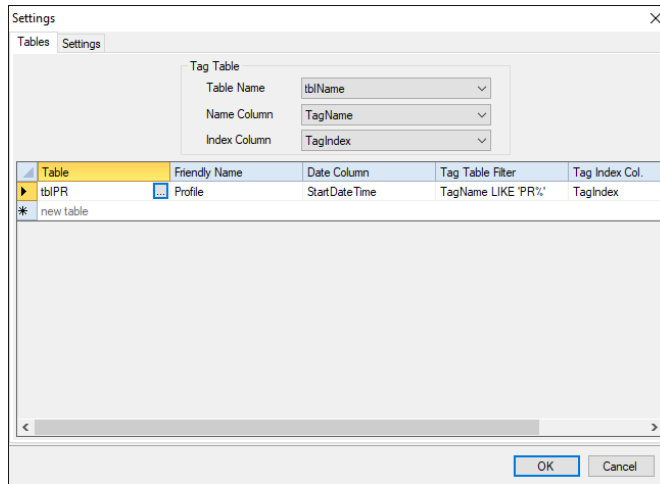 Settings
Tables Settings
Tag Table
Table Name tblName
Name Column TagName
Index Column TagIndex
Table Friendly Name Date Column Tag Table Filter Tag Index Col.
tblPR ... Profile StartDateTime TagName LIKE 'PR%' TagIndex
new table
OK Cancel